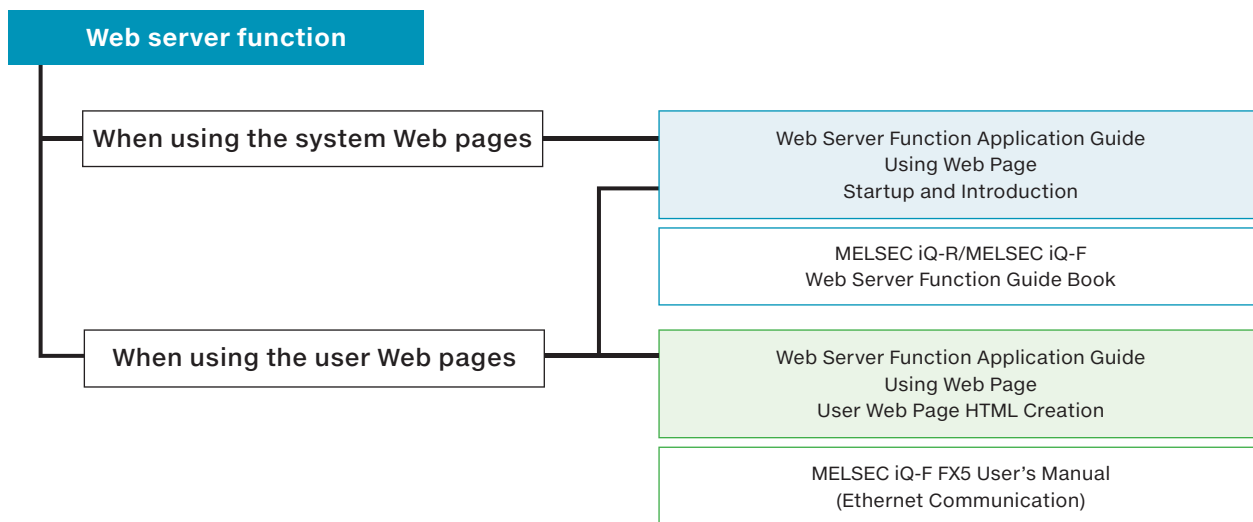 Web server function
When using the system Web pages
Web Server Function Application Guide
Using Web Page
Startup and Introduction
MELSEC iQ-R/MELSEC iQ-F
Web Server Function Guide Book
When using the user Web pages
Web Server Function Application Guide
Using Web Page
User Web Page HTML Creation
MELSEC iQ-F FX5 User’s Manual
(Ethernet Communication)